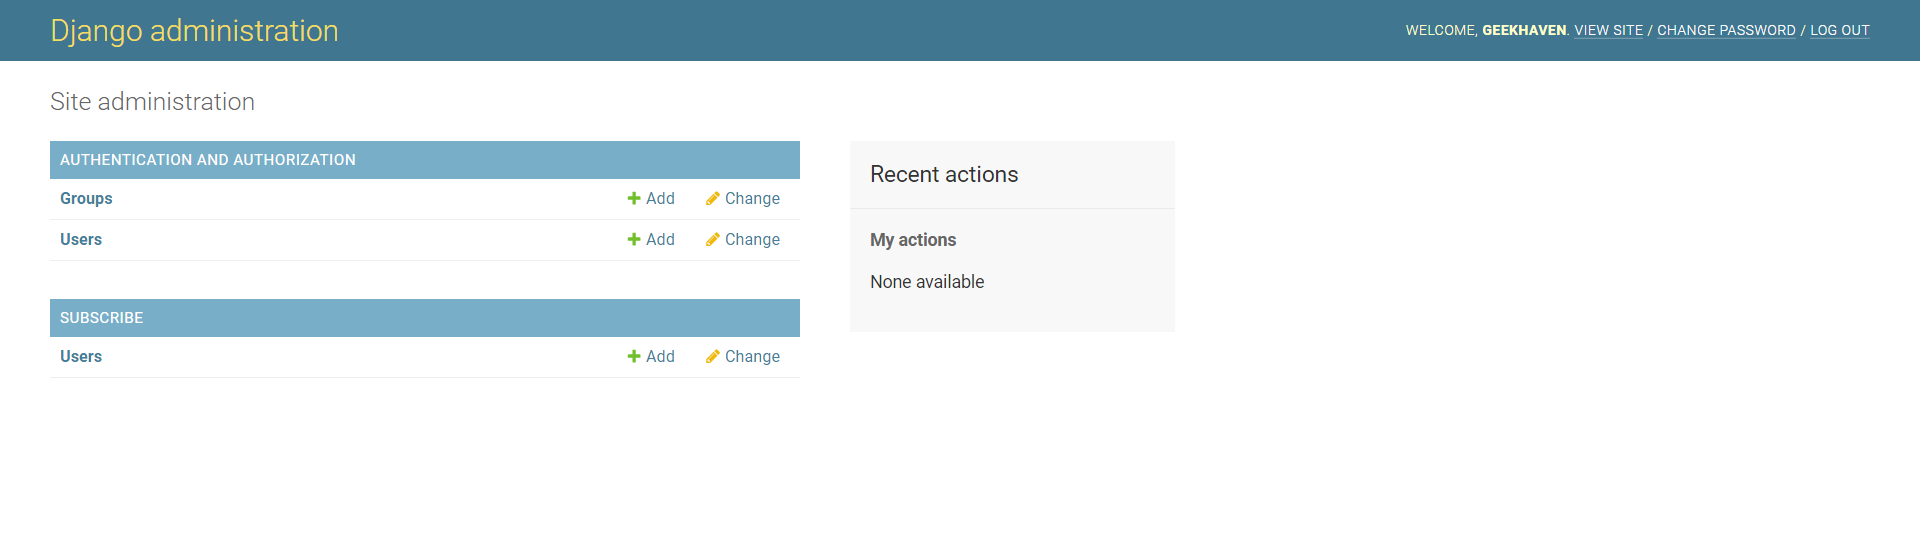 Django administration
WELCOME, GEEKHAVEN. VIEW SITE / CHANGE PASSWORD / LOG OUT
Site administration
AUTHENTICATION AND AUTHORIZATION
Groups Add Change
Users Add Change
SUBSCRIBE
Users Add Change
Recent actions
My actions
None available